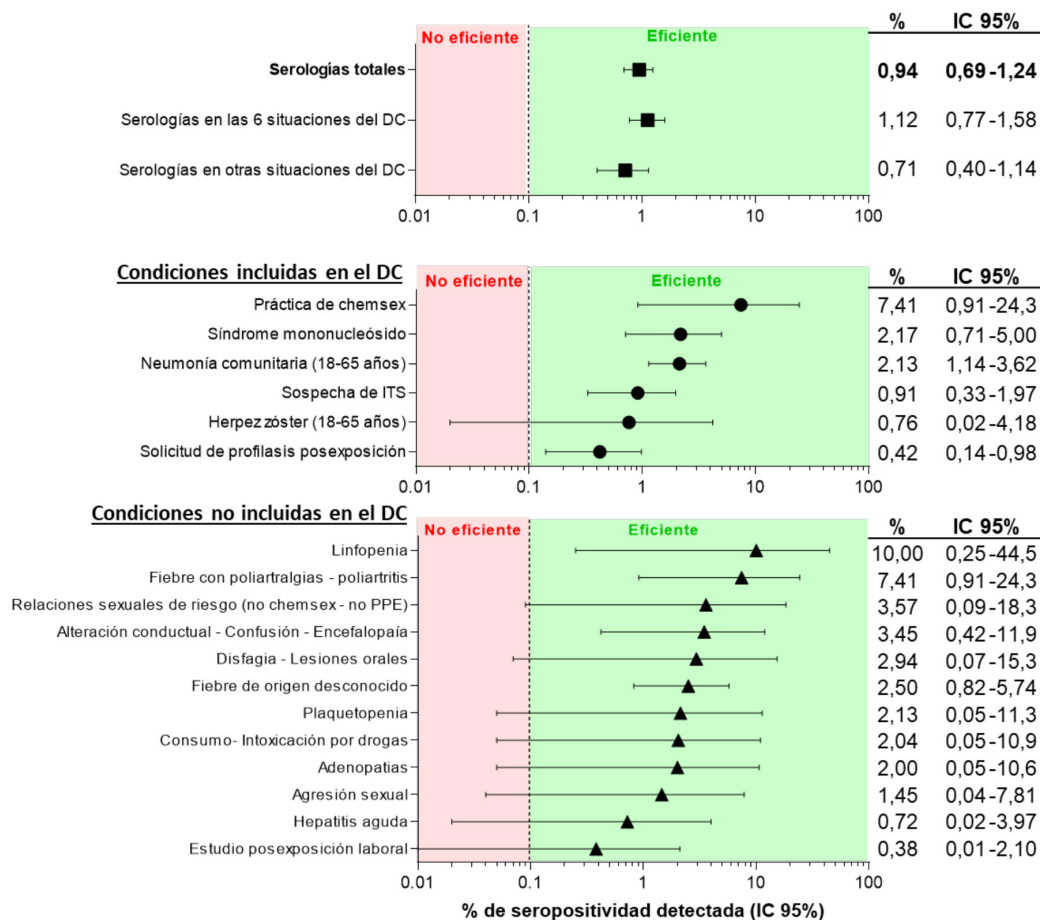 % IC 95%
No eficiente Eficiente
Serologías totales 0,94 0,69-1,24
Serologías en las 6 situaciones del DC 1,12 0,77-1,58
Serologías en otras situaciones del DC 0,71 0,40-1,14
0.01 0.1 1 10 100
Condiciones incluidas en el DC
% IC 95%
No eficiente Eficiente
Práctica de chemsex 7,41 0,91-24,3
Síndrome mononucleósido 2,17 0,71-5,00
Neumonía comunitaria (18-65 años) 2,13 1,14-3,62
Sospecha de ITS 0,91 0,33-1,97
Herpez zóster (18-65 años) 0,76 0,02-4,18
Solicitud de profilasis posexposición 0,42 0,14-0,98
0.01 0.1 1 10 100
Condiciones no incluidas en el DC
% IC 95%
No eficiente Eficiente
Linfopenia 10,00 0,25-44,5
Fiebre con poliartralgias - poliartritis 7,41 0,91-24,3
Relaciones sexuales de riesgo (no chemsex - no PPE) 3,57 0,09-18,3
Alteración conductual - Confusión - Encefalopaía 3,45 0,42-11,9
Disfagia - Lesiones orales 2,94 0,07-15,3
Fiebre de origen desconocido 2,50 0,82-5,74
Plaquetopenia 2,13 0,05-11,3
Consumo- Intoxicación por drogas 2,04 0,05-10,9
Adenopatias 2,00 0,05-10,6
Agresión sexual 1,45 0,04-7,81
Hepatitis aguda 0,72 0,02-3,97
Estudio posexposición laboral 0,38 0,01-2,10
0.01 0.1 1 10 100
% de seropositividad detectada (IC 95%)